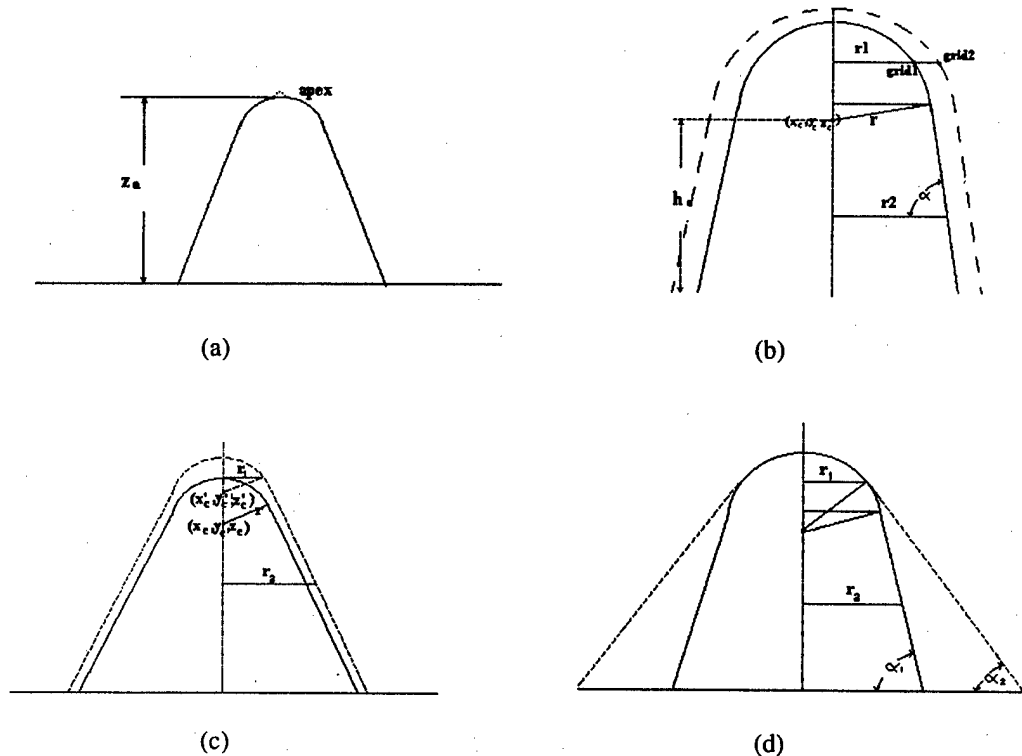 apex
z_a
(a)
r1
grid2
grid1
(x_c,y_c,z_c)
r
h_c
α
r2
(b)
r_1
(x'_c,y'_c,z'_c)
r
(x_c,y_c,z_c)
r_2
(c)
r_1
r_2
α_1
α_2
(d)